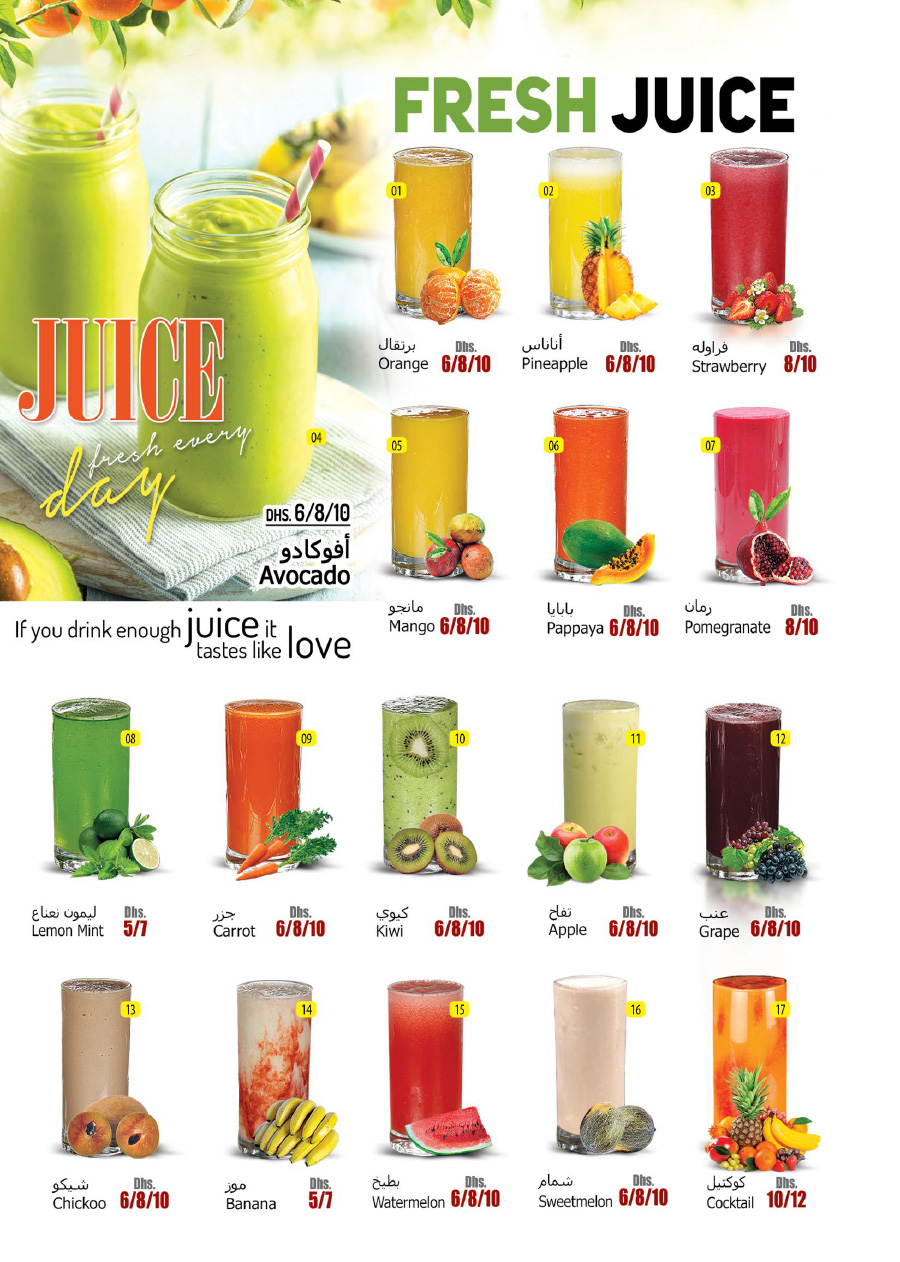 FRESH JUICE
01
برتقال
Orange
Dhs.
6/8/10
02
أناناس
Pineapple
Dhs.
6/8/10
03
فراوله
Strawberry
Dhs.
8/10
JUICE
fresh every
day
04
DHS. 6/8/10
أفوكادو
Avocado
If you drink enough juice it
tastes like love
05
مانجو
Mango
Dhs.
6/8/10
06
بابايا
Pappaya
Dhs.
6/8/10
07
رمان
Pomegranate
Dhs.
8/10
08
ليمون نعناع
Lemon Mint
Dhs.
5/7
09
جزر
Carrot
Dhs.
6/8/10
10
كيوي
Kiwi
Dhs.
6/8/10
11
تفاح
Apple
Dhs.
6/8/10
12
عنب
Grape
Dhs.
6/8/10
13
شيكو
Chickoo
Dhs.
6/8/10
14
موز
Banana
Dhs.
5/7
15
بطيخ
Watermelon
Dhs.
6/8/10
16
شمام
Sweetmelon
Dhs.
6/8/10
17
كوكتيل
Cocktail
Dhs.
10/12